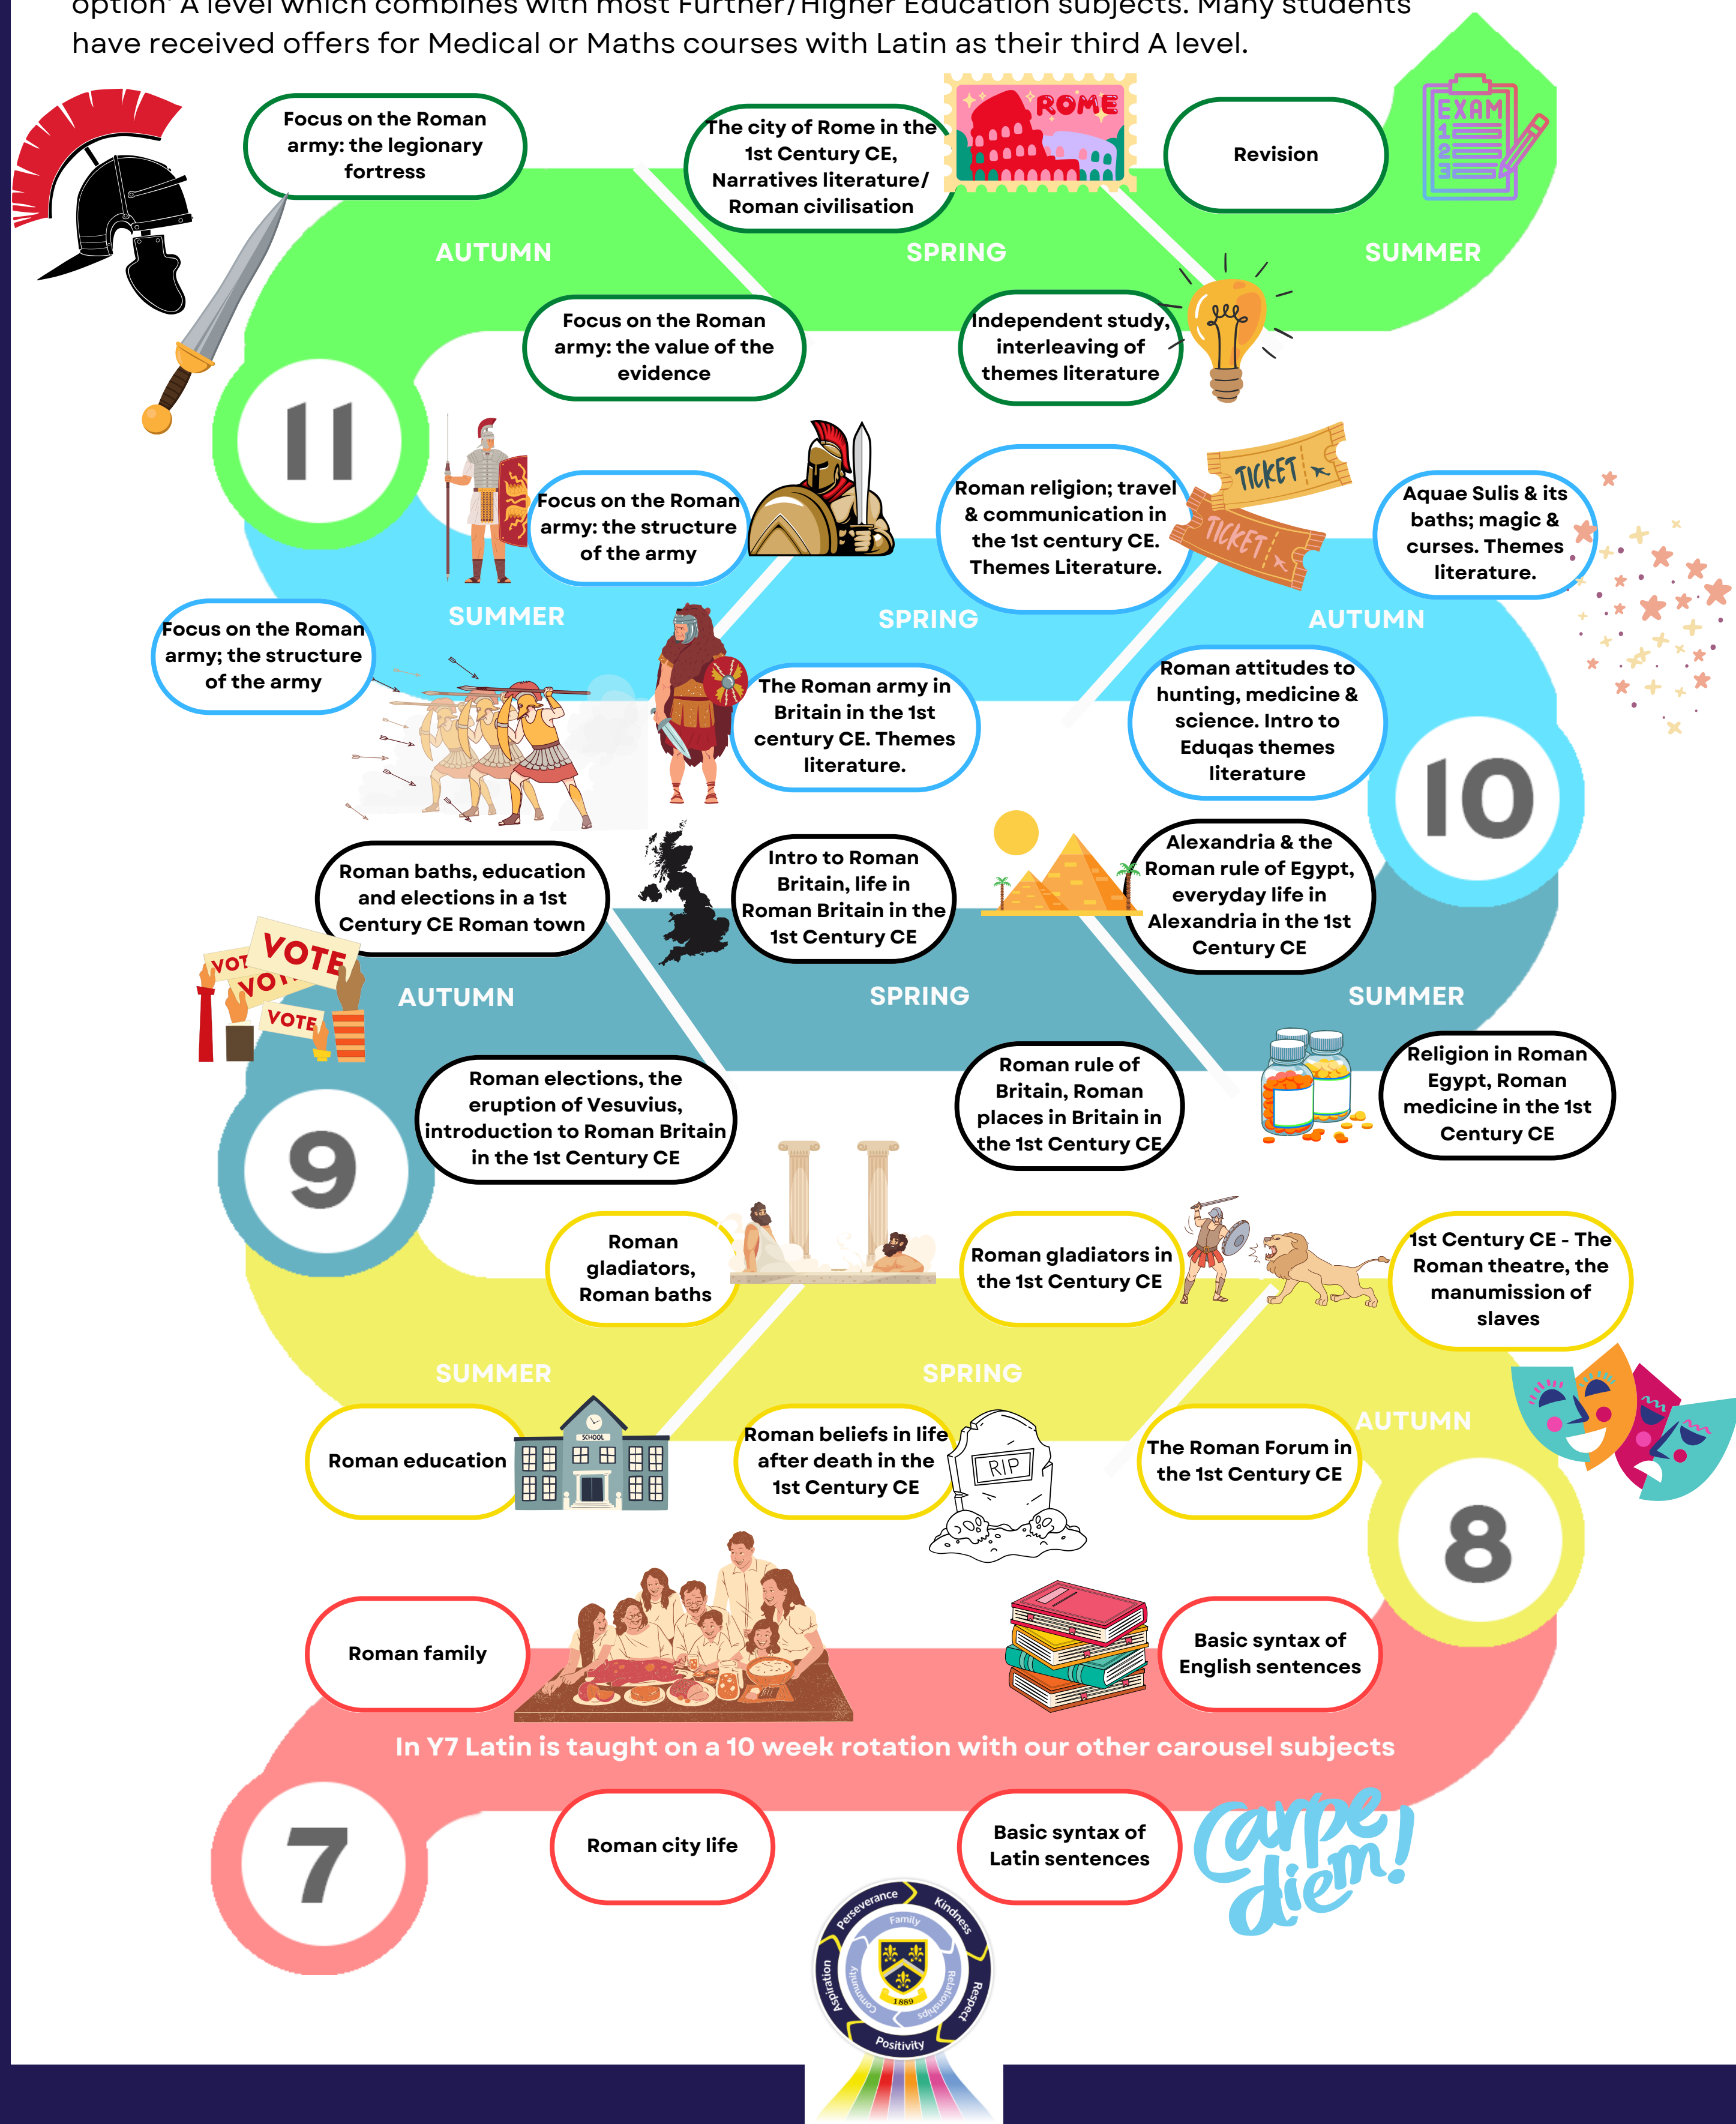 option' A level which combines with most Further/Higher Education subjects. Many students
have received offers for Medical or Maths courses with Latin as their third A level.
Focus on the Roman
army: the legionary
fortress
The city of Rome in the
1st Century CE,
Narratives literature/
Roman civilisation
ROME
Revision
EXAM
1
2
3
AUTUMN
SPRING
SUMMER
Focus on the Roman
army: the value of the
evidence
Independent study,
interleaving of
themes literature
11
Focus on the Roman
army: the structure
of the army
Roman religion; travel
& communication in
the 1st century CE.
Themes Literature.
TICKET
TICKET
Aquae Sulis & its
baths; magic &
curses. Themes
literature.
SUMMER
SPRING
AUTUMN
Focus on the Roman
army; the structure
of the army
The Roman army in
Britain in the 1st
century CE. Themes
literature.
Roman attitudes to
hunting, medicine &
science. Intro to
Eduqas themes
literature
10
Roman baths, education
and elections in a 1st
Century CE Roman town
Intro to Roman
Britain, life in
Roman Britain in the
1st Century CE
Alexandria & the
Roman rule of Egypt,
everyday life in
Alexandria in the 1st
Century CE
VOTE
VOT
VOT
VOTE
AUTUMN
SPRING
SUMMER
Roman elections, the
eruption of Vesuvius,
introduction to Roman Britain
in the 1st Century CE
Roman rule of
Britain, Roman
places in Britain in
the 1st Century CE
Religion in Roman
Egypt, Roman
medicine in the 1st
Century CE
9
Roman
gladiators,
Roman baths
Roman gladiators in
the 1st Century CE
1st Century CE - The
Roman theatre, the
manumission of
slaves
SUMMER
SPRING
AUTUMN
Roman education
SCHOOL
Roman beliefs in life
after death in the
1st Century CE
RIP
The Roman Forum in
the 1st Century CE
8
Roman family
Basic syntax of
English sentences
In Y7 Latin is taught on a 10 week rotation with our other carousel subjects
7
Roman city life
Basic syntax of
Latin sentences
Carpe
diem!
Perseverance
Kindness
Respect
Positivity
Aspiration
Family
Relationships
Community
1889